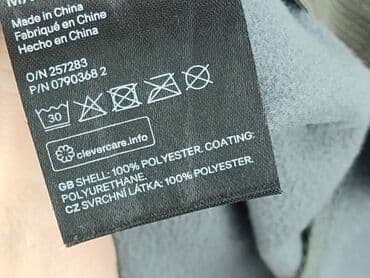 Made in China
Fabriqué en Chine
Hecho en China
O/N 257283
P/N 0790368 2
30
clevercare.info
GB SHELL: 100% POLYESTER. COATING:
POLYURETHANE.
CZ SVRCHNÍ LÁTKA: 100% POLYESTER.